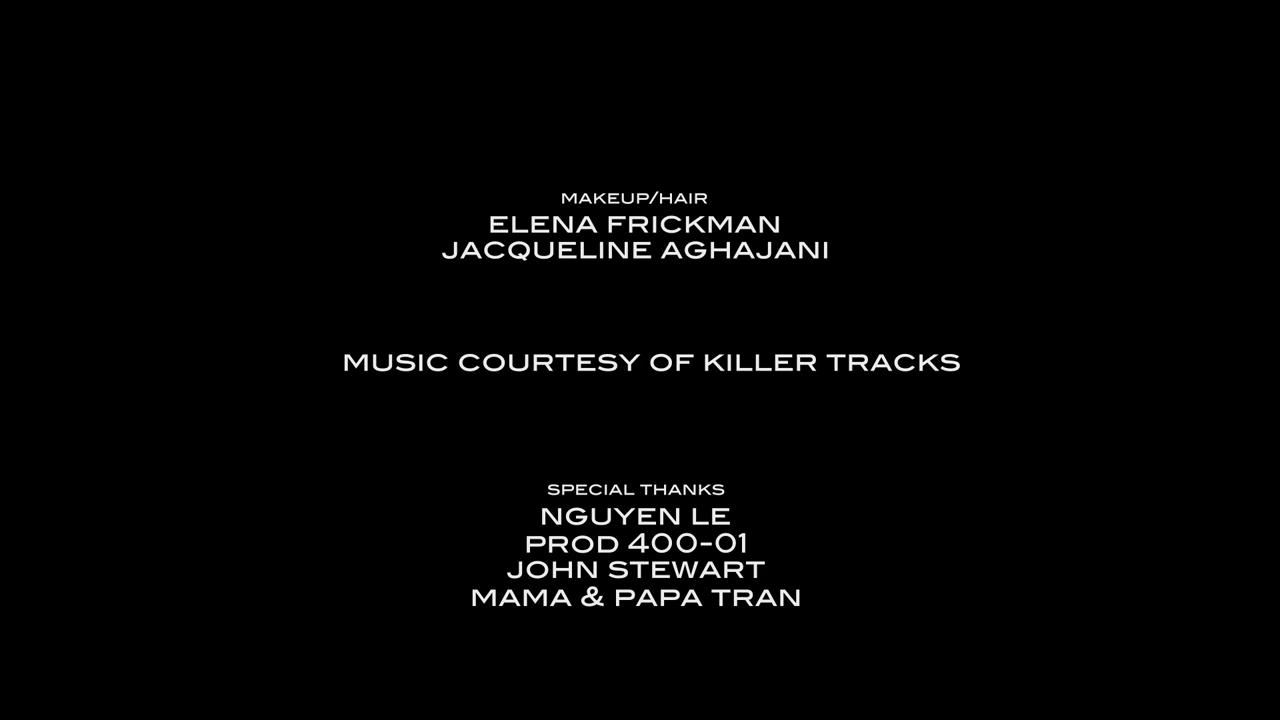 MAKEUP/HAIR
ELENA FRICKMAN
JACQUELINE AGHAJANI
MUSIC COURTESY OF KILLER TRACKS
SPECIAL THANKS
NGUYEN LE
PROD 400-01
JOHN STEWART
MAMA & PAPA TRAN